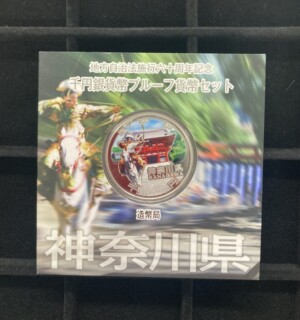 地方自治法施行六十周年記念
千円銀貨幣プルーフ貨幣セット
造幣局
神奈川県